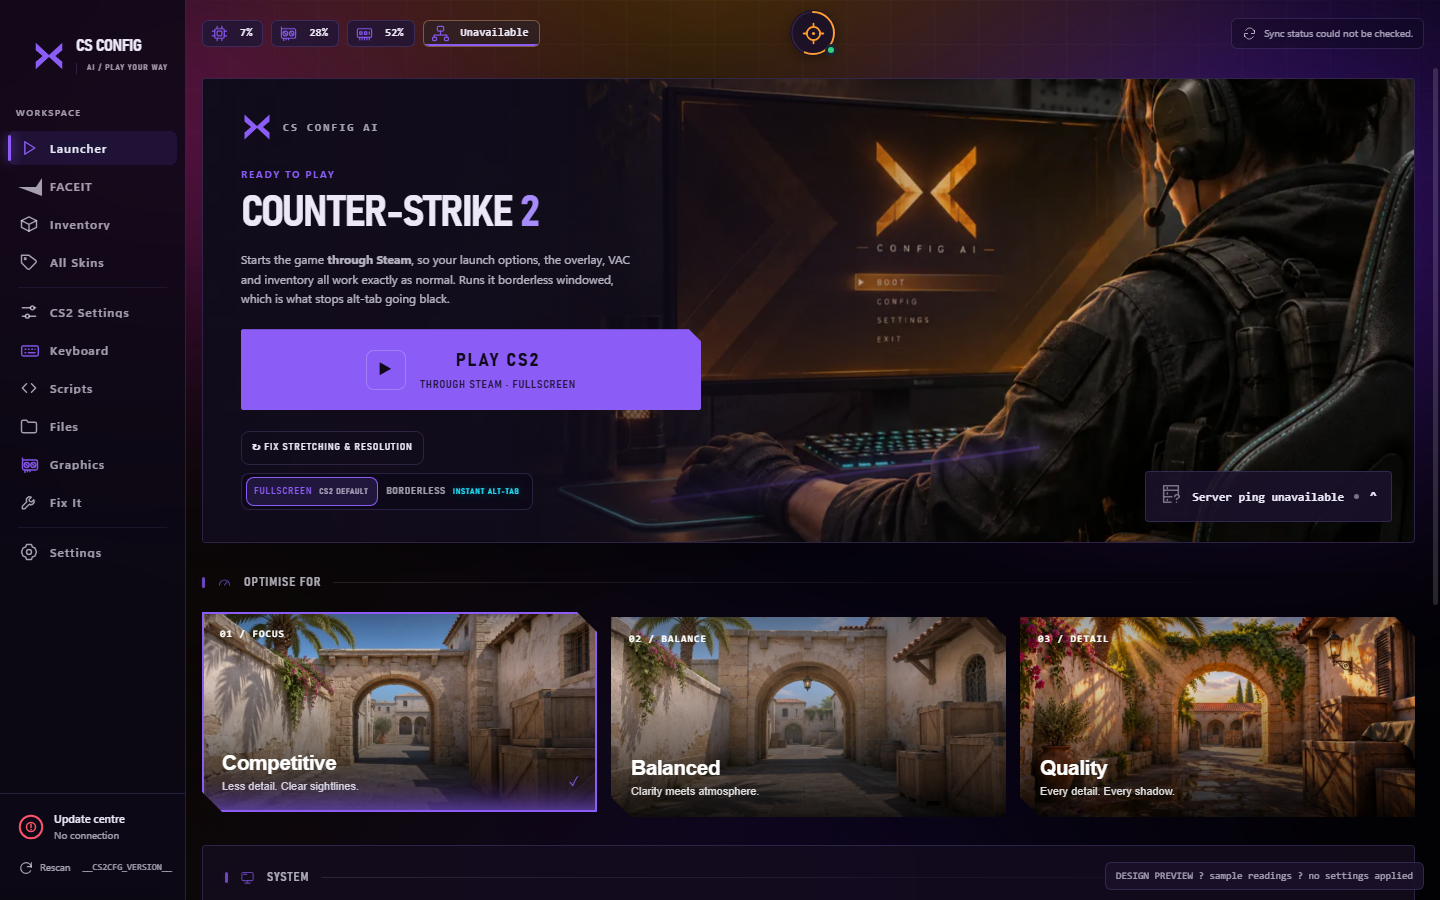 CS CONFIG
AI / PLAY YOUR WAY
WORKSPACE
Launcher
FACEIT
Inventory
All Skins
CS2 Settings
Keyboard
Scripts
Files
Graphics
Fix It
Settings
Update centre
No connection
Rescan __CS2CFG_VERSION__
7% 28% 52% Unavailable
Sync status could not be checked.
CS CONFIG AI
READY TO PLAY
COUNTER-STRIKE 2
Starts the game through Steam, so your launch options, the overlay, VAC
and inventory all work exactly as normal. Runs it borderless windowed,
which is what stops alt-tab going black.
PLAY CS2
THROUGH STEAM · FULLSCREEN
↻ FIX STRETCHING & RESOLUTION
FULLSCREEN CS2 DEFAULT BORDERLESS INSTANT ALT-TAB
— CONFIG AI —
BOOT
CONFIG
SETTINGS
EXIT
Server ping unavailable ^
OPTIMISE FOR
01 / FOCUS
Competitive
Less detail. Clear sightlines.
✓
02 / BALANCE
Balanced
Clarity meets atmosphere.
03 / DETAIL
Quality
Every detail. Every shadow.
SYSTEM
DESIGN PREVIEW ? sample readings ? no settings applied